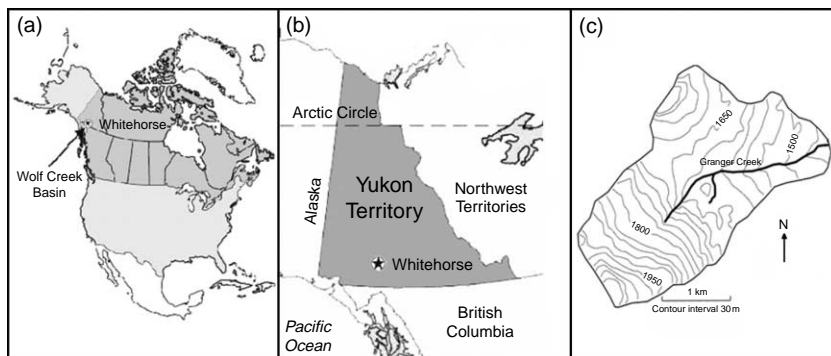 (a)
Whitehorse
Wolf Creek
Basin
(b)
Arctic Circle
Alaska
Yukon
Territory
Northwest
Territories
Whitehorse
Pacific
Ocean
British
Columbia
(c)
1650
1500
Granger Creek
1800
1950
N
1 km
Contour interval 30 m